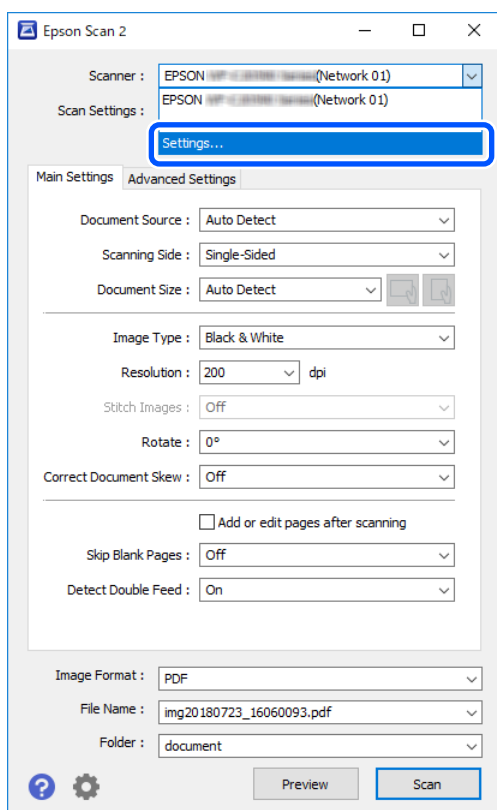 Epson Scan 2
Scanner : EPSON (Network 01)
EPSON (Network 01)
Scan Settings :
Settings...
Main Settings Advanced Settings
Document Source : Auto Detect
Scanning Side : Single-Sided
Document Size : Auto Detect
Image Type : Black & White
Resolution : 200 dpi
Stitch Images : Off
Rotate : 0°
Correct Document Skew : Off
Add or edit pages after scanning
Skip Blank Pages : Off
Detect Double Feed : On
Image Format : PDF
File Name : img20180723_16060093.pdf
Folder : document
? Preview Scan